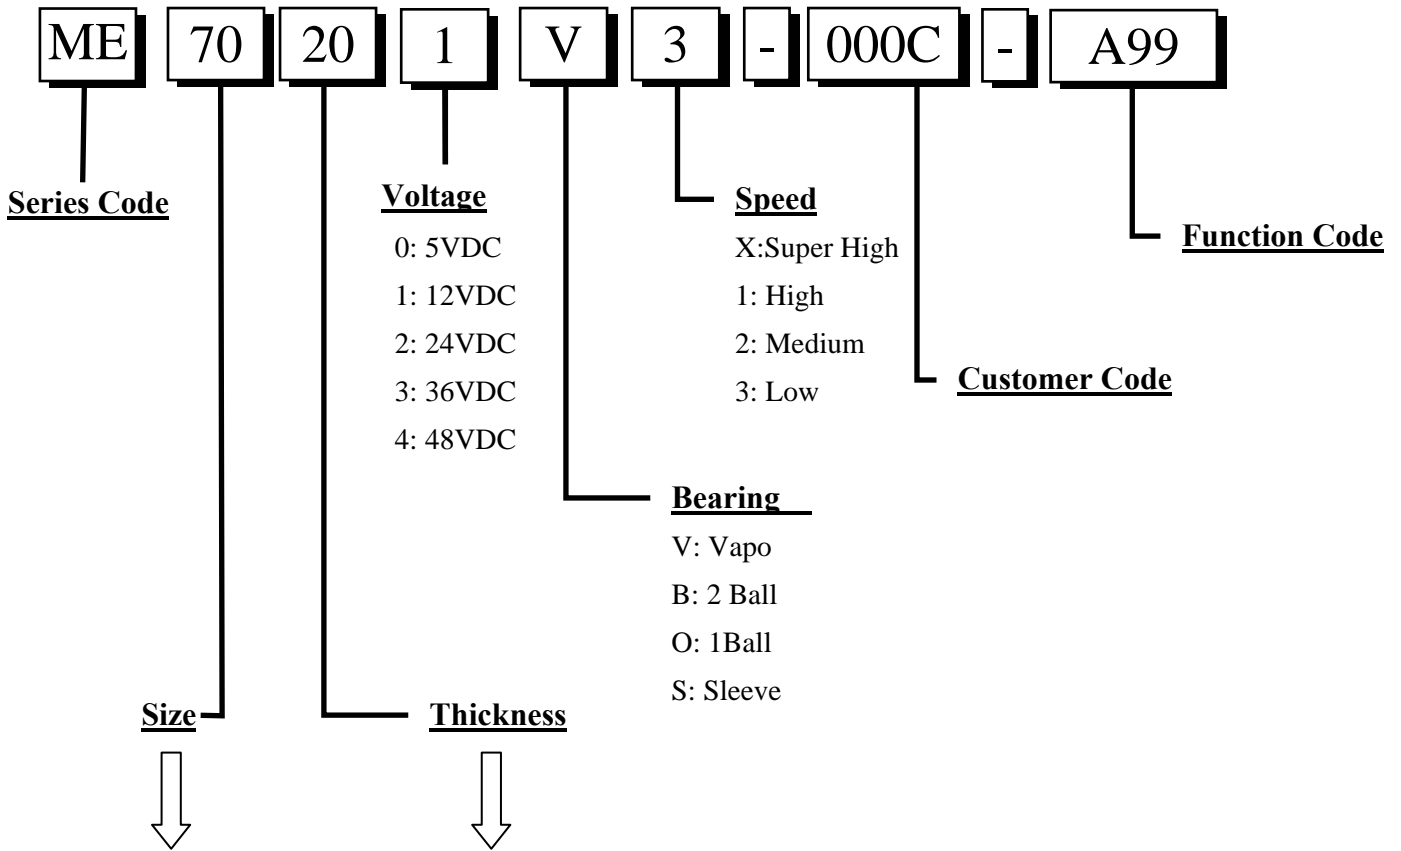 ME 70 20 1 V 3 - 000C - A99
Series Code
Voltage
0: 5VDC
1: 12VDC
2: 24VDC
3: 36VDC
4: 48VDC
Speed
X:Super High
1: High
2: Medium
3: Low
Function Code
Customer Code
Bearing
V: Vapo
B: 2 Ball
O: 1Ball
S: Sleeve
Size
Thickness